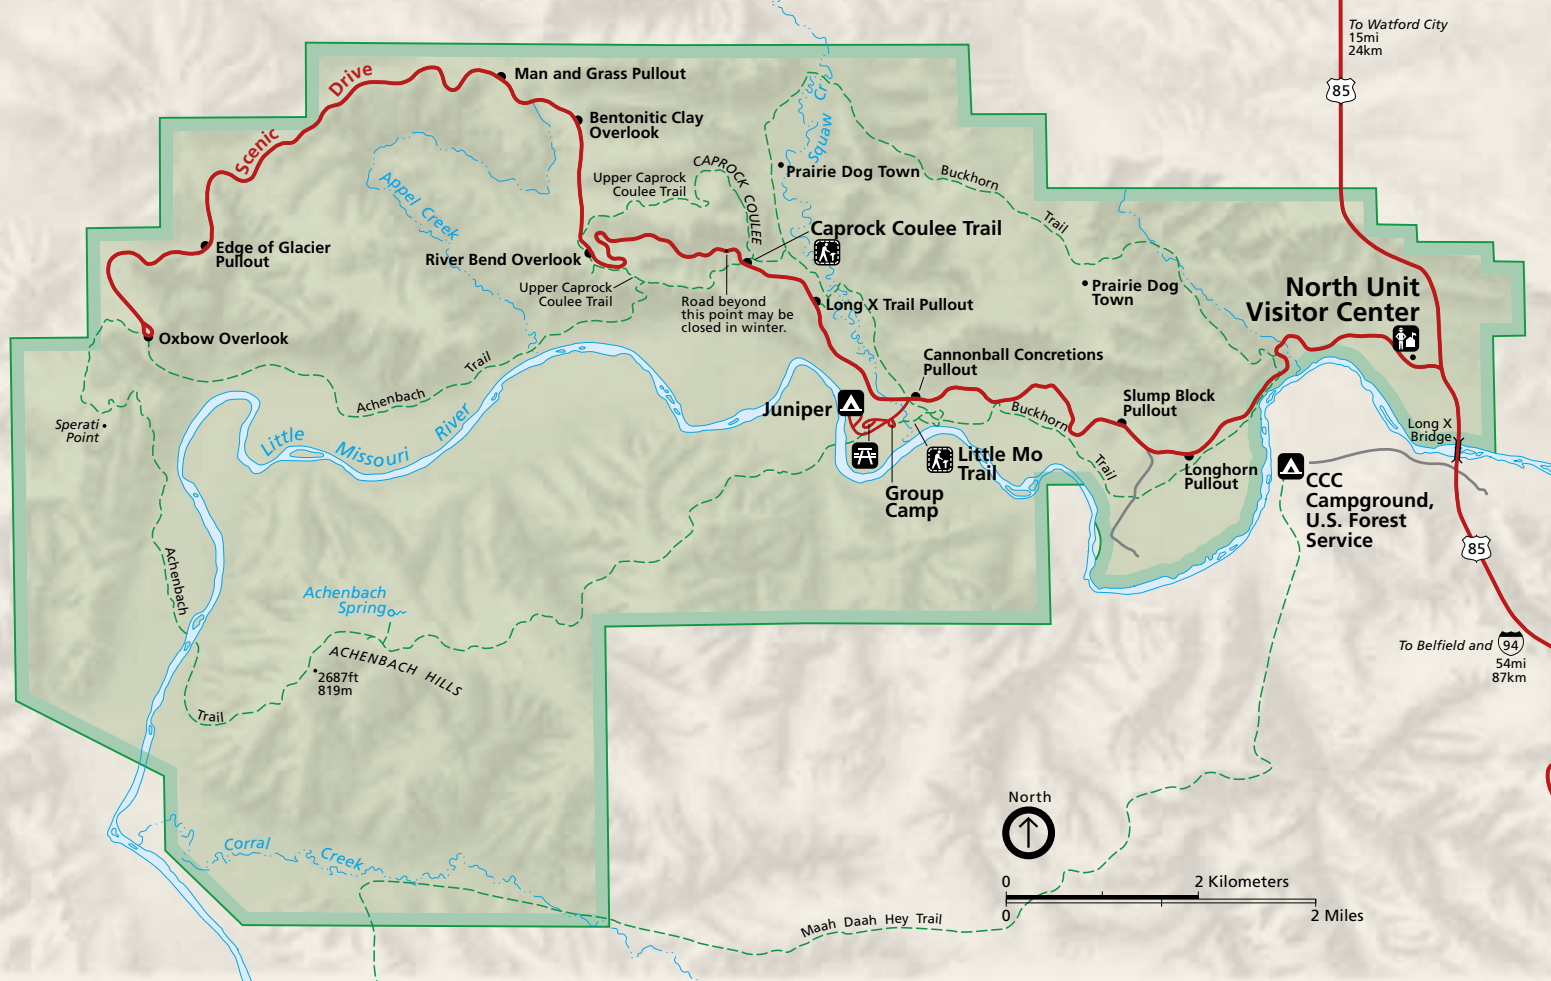 To Watford City
15mi
24km
85
Scenic Drive
Man and Grass Pullout
Bentonitic Clay
Overlook
Squaw Cr
Prairie Dog Town
Buckhorn
Trail
Upper Caprock
Coulee Trail
CAPROCK COULEE
Appel Creek
Caprock Coulee Trail
Edge of Glacier
Pullout
River Bend Overlook
Upper Caprock
Coulee Trail
Road beyond
this point may be
closed in winter.
Long X Trail Pullout
Prairie Dog
Town
North Unit
Visitor Center
Oxbow Overlook
Achenbach
Trail
Cannonball Concretions
Pullout
Juniper
Slump Block
Pullout
Buckhorn
Trail
Long X
Bridge
Sperati
Point
Little Missouri River
Little Mo
Trail
Longhorn
Pullout
Group
Camp
CCC
Campground,
U.S. Forest
Service
85
Achenbach
Trail
Achenbach
Spring
ACHENBACH HILLS
2687ft
819m
To Belfield and 94
54mi
87km
North
Corral Creek
0
2 Kilometers
0
2 Miles
Maah Daah Hey Trail